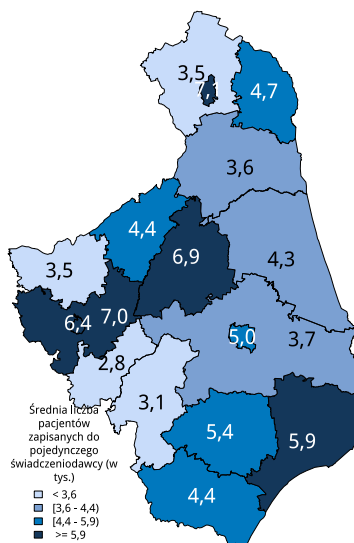 3,5
4,7
3,6
4,4
6,9
4,3
3,5
6,4
7,0
5,0
3,7
2,8
3,1
5,4
5,9
4,4
Średnia liczba
pacjentów
zapisanych do
pojedynczego
świadczeniodawcy (w
tys.)
< 3,6
[3,6 - 4,4)
[4,4 - 5,9)
>= 5,9